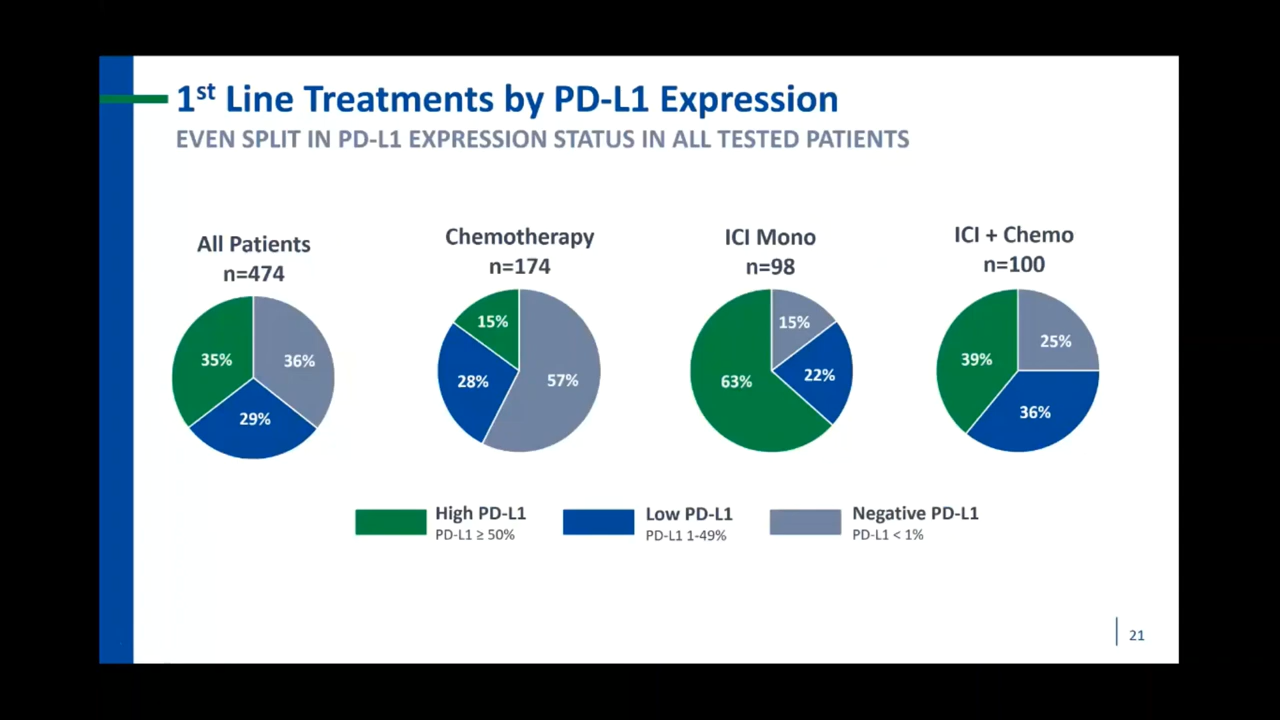 1st Line Treatments by PD-L1 Expression
EVEN SPLIT IN PD-L1 EXPRESSION STATUS IN ALL TESTED PATIENTS
All Patients
n=474
35%
36%
29%
Chemotherapy
n=174
15%
28%
57%
ICI Mono
n=98
15%
63%
22%
ICI + Chemo
n=100
39%
25%
36%
High PD-L1
PD-L1 ≥ 50%
Low PD-L1
PD-L1 1-49%
Negative PD-L1
PD-L1 < 1%
21